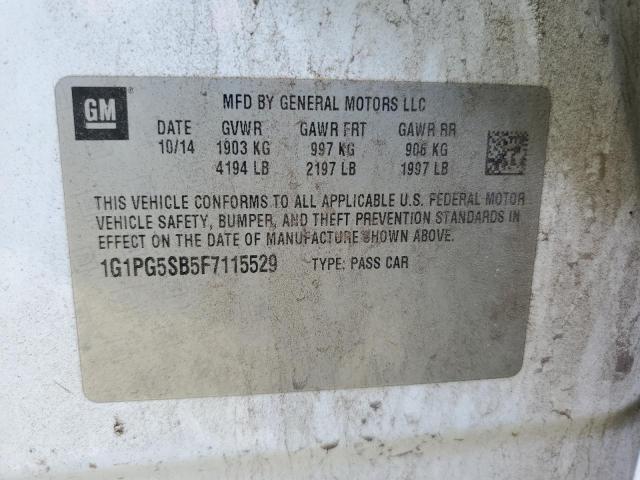 GM
MFD BY GENERAL MOTORS LLC
DATE GVWR GAWR FRT GAWR RR
10/14 1903 KG 997 KG 906 KG
4194 LB 2197 LB 1997 LB
THIS VEHICLE CONFORMS TO ALL APPLICABLE U.S. FEDERAL MOTOR
VEHICLE SAFETY, BUMPER, AND THEFT PREVENTION STANDARDS IN
EFFECT ON THE DATE OF MANUFACTURE SHOWN ABOVE.
1G1PG5SB5F7115529 TYPE: PASS CAR